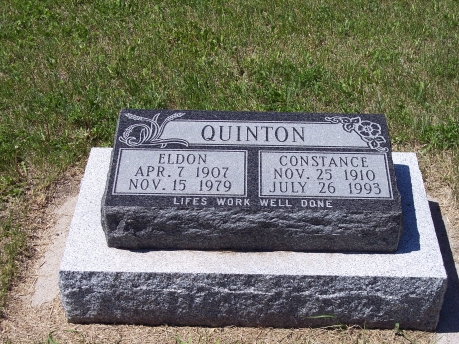 QUINTON
ELDON
APR. 7 1907
NOV. 15 1979
CONSTANCE
NOV. 25 1910
JULY 26 1993
LIFES WORK WELL DONE